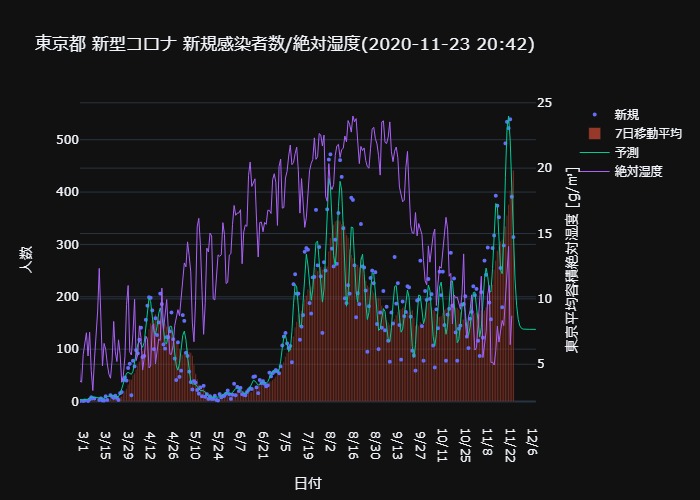 東京都 新型コロナ 新規感染者数/絶対湿度(2020-11-23 20:42)
新規
7日移動平均
予測
絶対湿度
人数
500
400
300
200
100
0
25
20
15
10
5
東京平均容積絶対湿度 [g/㎥]
3/1 3/15 3/29 4/12 4/26 5/10 5/24 6/7 6/21 7/5 7/19 8/2 8/16 8/30 9/13 9/27 10/11 10/25 11/8 11/22 12/6
日付